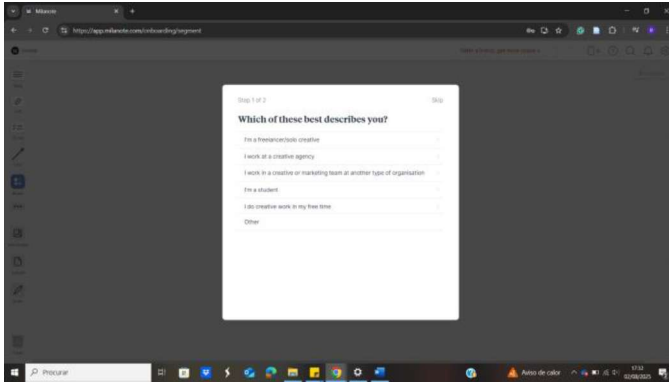 Milanote
https://app.milanote.com/onboarding/segment
Step 1 of 2
Skip
Which of these best describes you?
I'm a freelancer/solo creative
I work at a creative agency
I work in a creative or marketing team at another type of organisation
I'm a student
I do creative work in my free time
Other
Procurar
Aviso de calor
17:52
02/08/2025